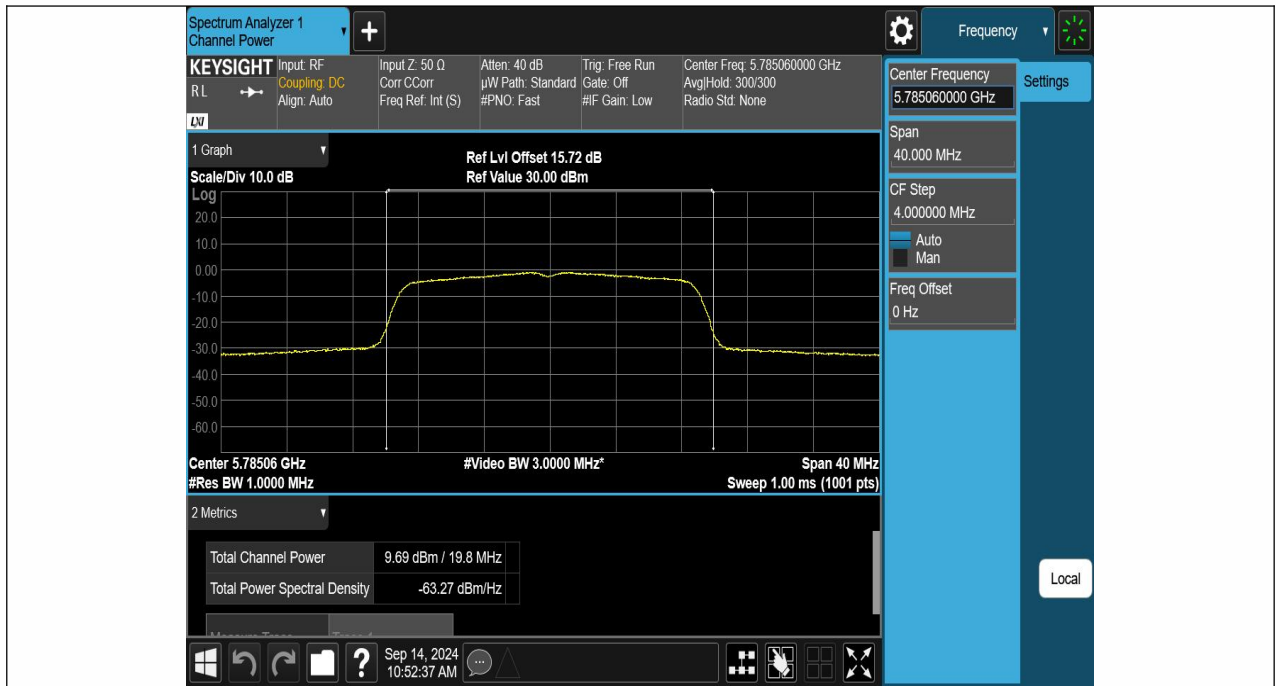 Spectrum Analyzer 1
Channel Power
+
Frequency
KEYSIGHT
RL
LXI
Input: RF
Coupling: DC
Align: Auto
Input Z: 50 Ω
Corr CCorr
Freq Ref: Int (S)
Atten: 40 dB
µW Path: Standard
#PNO: Fast
Trig: Free Run
Gate: Off
#IF Gain: Low
Center Freq: 5.785060000 GHz
Avg|Hold: 300/300
Radio Std: None
Center Frequency
5.785060000 GHz
Settings
Span
40.000 MHz
CF Step
4.000000 MHz
Auto
Man
Freq Offset
0 Hz
Local
1 Graph
Scale/Div 10.0 dB
Ref Lvl Offset 15.72 dB
Ref Value 30.00 dBm
Log
20.0
10.0
0.00
-10.0
-20.0
-30.0
-40.0
-50.0
-60.0
Center 5.78506 GHz
#Video BW 3.0000 MHz*
Span 40 MHz
#Res BW 1.0000 MHz
Sweep 1.00 ms (1001 pts)
2 Metrics
Total Channel Power 9.69 dBm / 19.8 MHz
Total Power Spectral Density -63.27 dBm/Hz
?
Sep 14, 2024
10:52:37 AM